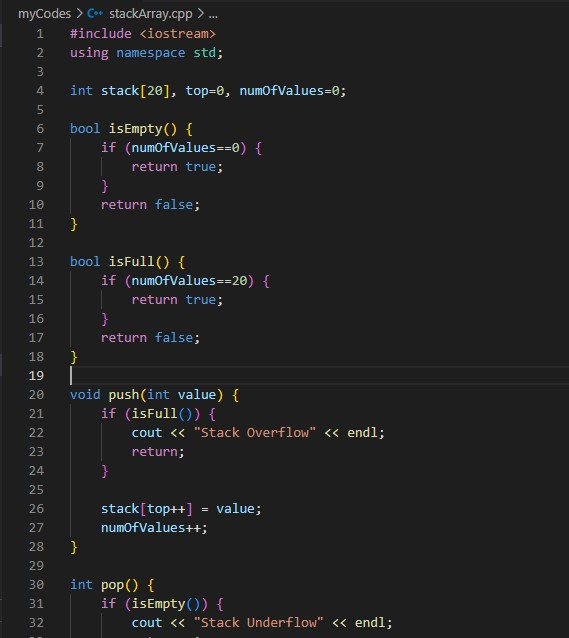 myCodes > C++ stackArray.cpp > ...
1 #include <iostream>
2 using namespace std;
3
4 int stack[20], top=0, numOfValues=0;
5
6 bool isEmpty() {
7     if (numOfValues==0) {
8         return true;
9     }
10     return false;
11 }
12
13 bool isFull() {
14     if (numOfValues==20) {
15         return true;
16     }
17     return false;
18 }
19
20 void push(int value) {
21     if (isFull()) {
22         cout << "Stack Overflow" << endl;
23         return;
24     }
25
26     stack[top++] = value;
27     numOfValues++;
28 }
29
30 int pop() {
31     if (isEmpty()) {
32         cout << "Stack Underflow" << endl;